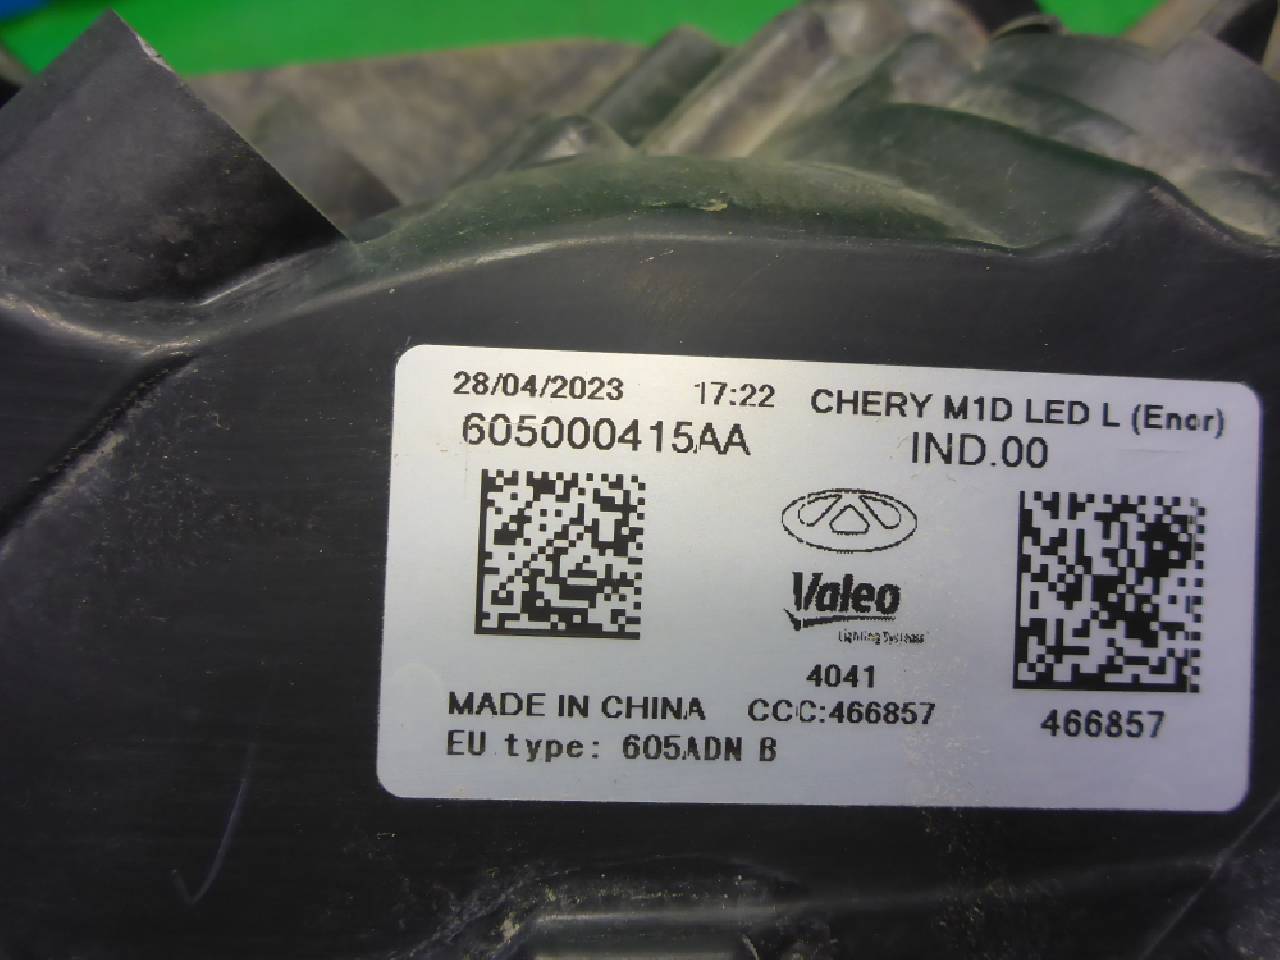 28/04/2023 17:22 CHERY M1D LED L (Enor)
605000415AA IND.00
Valeo
Lighting Systems
4041
MADE IN CHINA CCC:466857 466857
EU type: 605ADN B